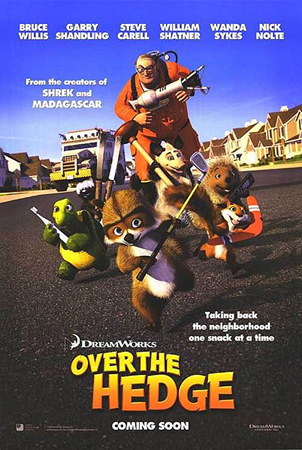 BRUCE WILLIS GARRY SHANDLING STEVE CARELL WILLIAM SHATNER WANDA SYKES NICK NOLTE
From the creators of
SHREK and
MADAGASCAR
Taking back
the neighborhood
one snack at a time
DREAMWORKS
OVER THE
HEDGE
COMING SOON
DREAMWORKS